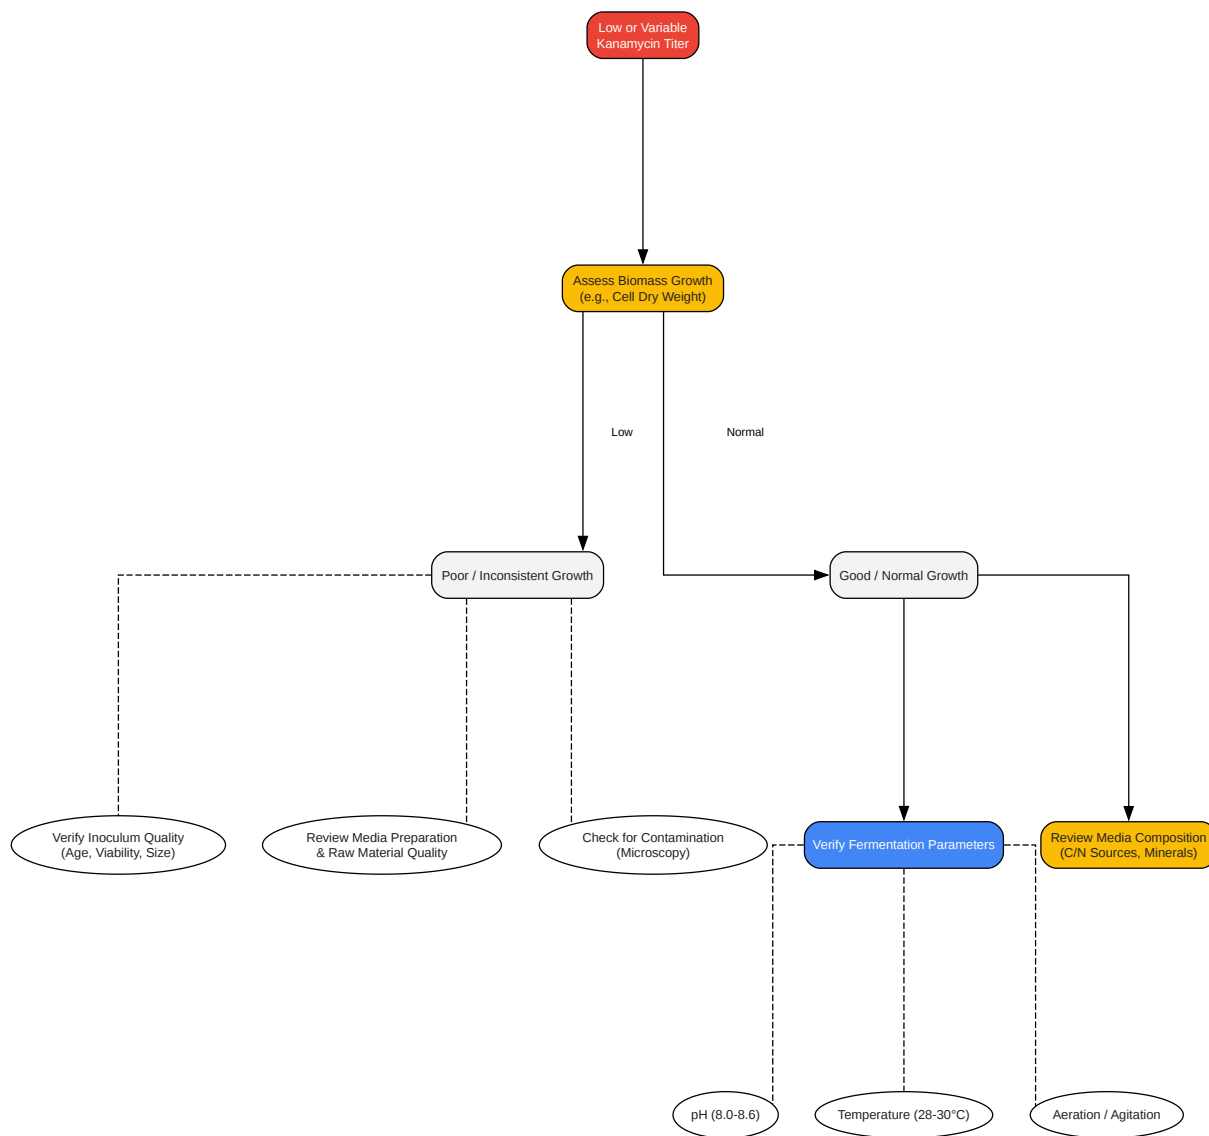 Low or Variable
Kanamycin Titer
Assess Biomass Growth
(e.g., Cell Dry Weight)
Low
Normal
Poor / Inconsistent Growth
Good / Normal Growth
Verify Inoculum Quality
(Age, Viability, Size)
Review Media Preparation
& Raw Material Quality
Check for Contamination
(Microscopy)
Verify Fermentation Parameters
Review Media Composition
(C/N Sources, Minerals)
pH (8.0-8.6)
Temperature (28-30°C)
Aeration / Agitation